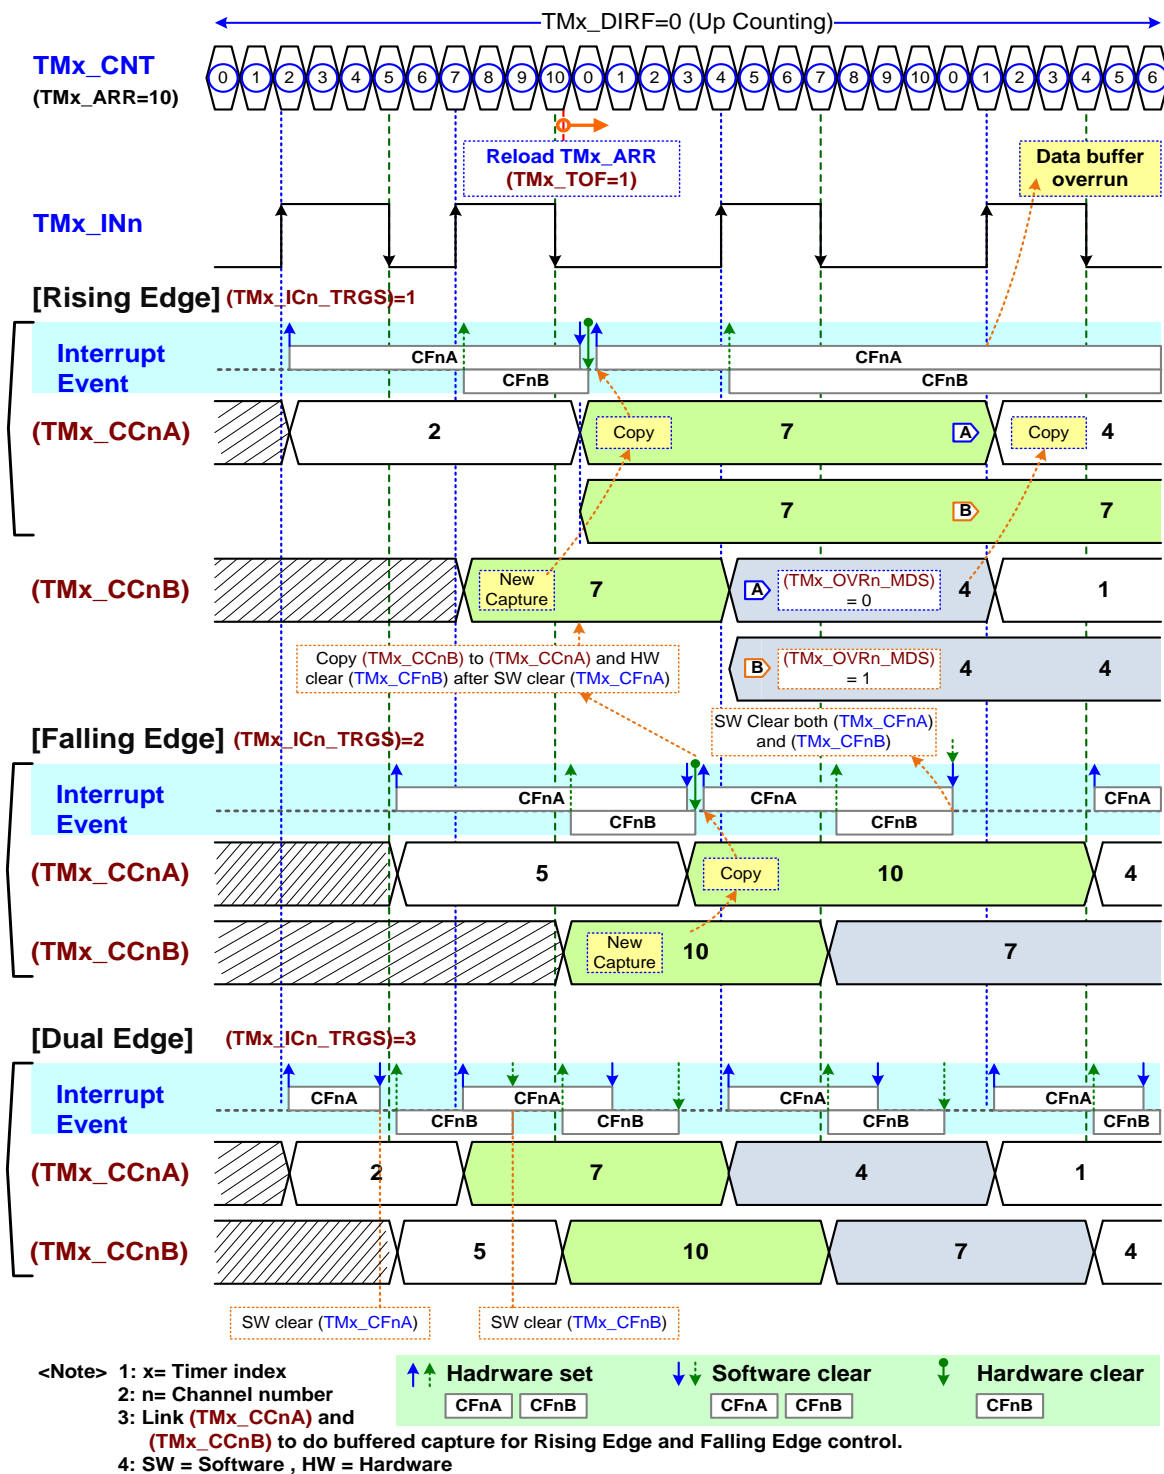 TMx_DIRF=0 (Up Counting)
TMx_CNT
(TMx_ARR=10)
0 1 2 3 4 5 6 7 8 9 10 0 1 2 3 4 5 6 7 8 9 10 0 1 2 3 4 5 6
Reload TMx_ARR
(TMx_TOF=1)
Data buffer
overrun
TMx_INn
[Rising Edge] (TMx_ICn_TRGS)=1
Interrupt
Event
CFnA CFnA
CFnB CFnB
(TMx_CCnA)
2 Copy 7 A Copy 4
7 B 7
(TMx_CCnB)
New
Capture
7 A (TMx_OVRn_MDS)
= 0
4 1
Copy (TMx_CCnB) to (TMx_CCnA) and HW
clear (TMx_CFnB) after SW clear (TMx_CFnA)
B (TMx_OVRn_MDS)
= 1
4 4
SW Clear both (TMx_CFnA)
and (TMx_CFnB)
[Falling Edge] (TMx_ICn_TRGS)=2
Interrupt
Event
CFnA CFnA CFnA
CFnB CFnB
(TMx_CCnA)
5 Copy 10 4
(TMx_CCnB)
New
Capture
10 7
[Dual Edge] (TMx_ICn_TRGS)=3
Interrupt
Event
CFnA CFnA CFnA CFnA
CFnB CFnB CFnB CFnB
(TMx_CCnA)
2 7 4 1
(TMx_CCnB)
5 10 7 4
SW clear (TMx_CFnA) SW clear (TMx_CFnB)
<Note> 1: x= Timer index
2: n= Channel number
3: Link (TMx_CCnA) and
(TMx_CCnB) to do buffered capture for Rising Edge and Falling Edge control.
4: SW = Software , HW = Hardware
Hadrware set Software clear Hardware clear
CFnA CFnB CFnA CFnB CFnB